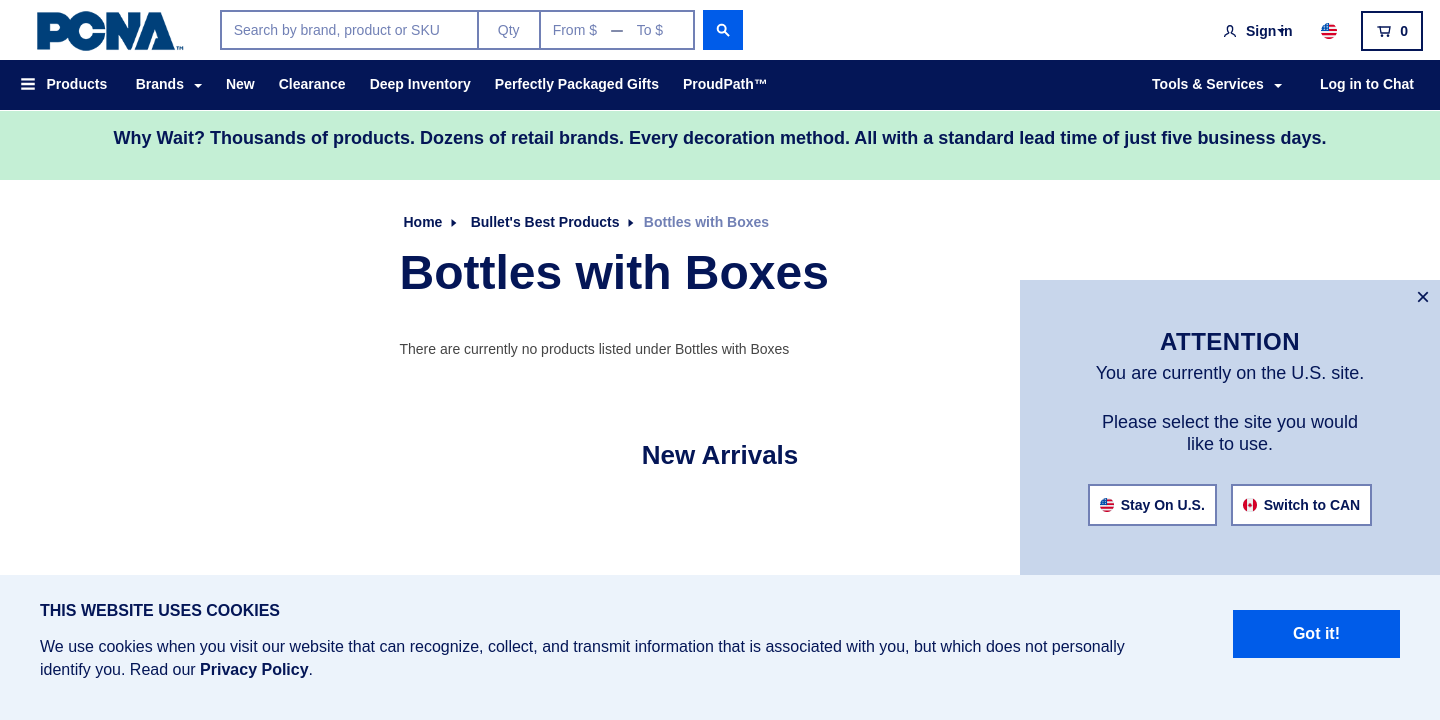 PCNA™
Search by brand, product or SKU
Qty
From $ — To $
Sign in
0
Products
Brands
New
Clearance
Deep Inventory
Perfectly Packaged Gifts
ProudPath™
Tools & Services
Log in to Chat
Why Wait? Thousands of products. Dozens of retail brands. Every decoration method. All with a standard lead time of just five business days.
Home
Bullet's Best Products
Bottles with Boxes
Bottles with Boxes
There are currently no products listed under Bottles with Boxes
New Arrivals
×
ATTENTION
You are currently on the U.S. site.
Please select the site you would
like to use.
Stay On U.S.
Switch to CAN
THIS WEBSITE USES COOKIES
We use cookies when you visit our website that can recognize, collect, and transmit information that is associated with you, but which does not personally
identify you. Read our Privacy Policy.
Got it!